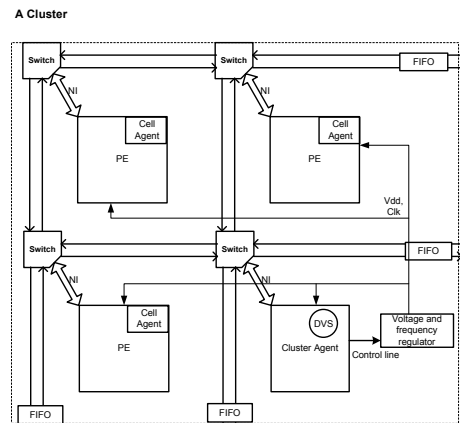 A Cluster
Switch
Switch
FIFO
NI
NI
Cell
Agent
Cell
Agent
PE
PE
Vdd,
Clk
Switch
Switch
FIFO
NI
NI
Cell
Agent
PE
DVS
Cluster Agent
Voltage and
frequency
regulator
Control line
FIFO
FIFO